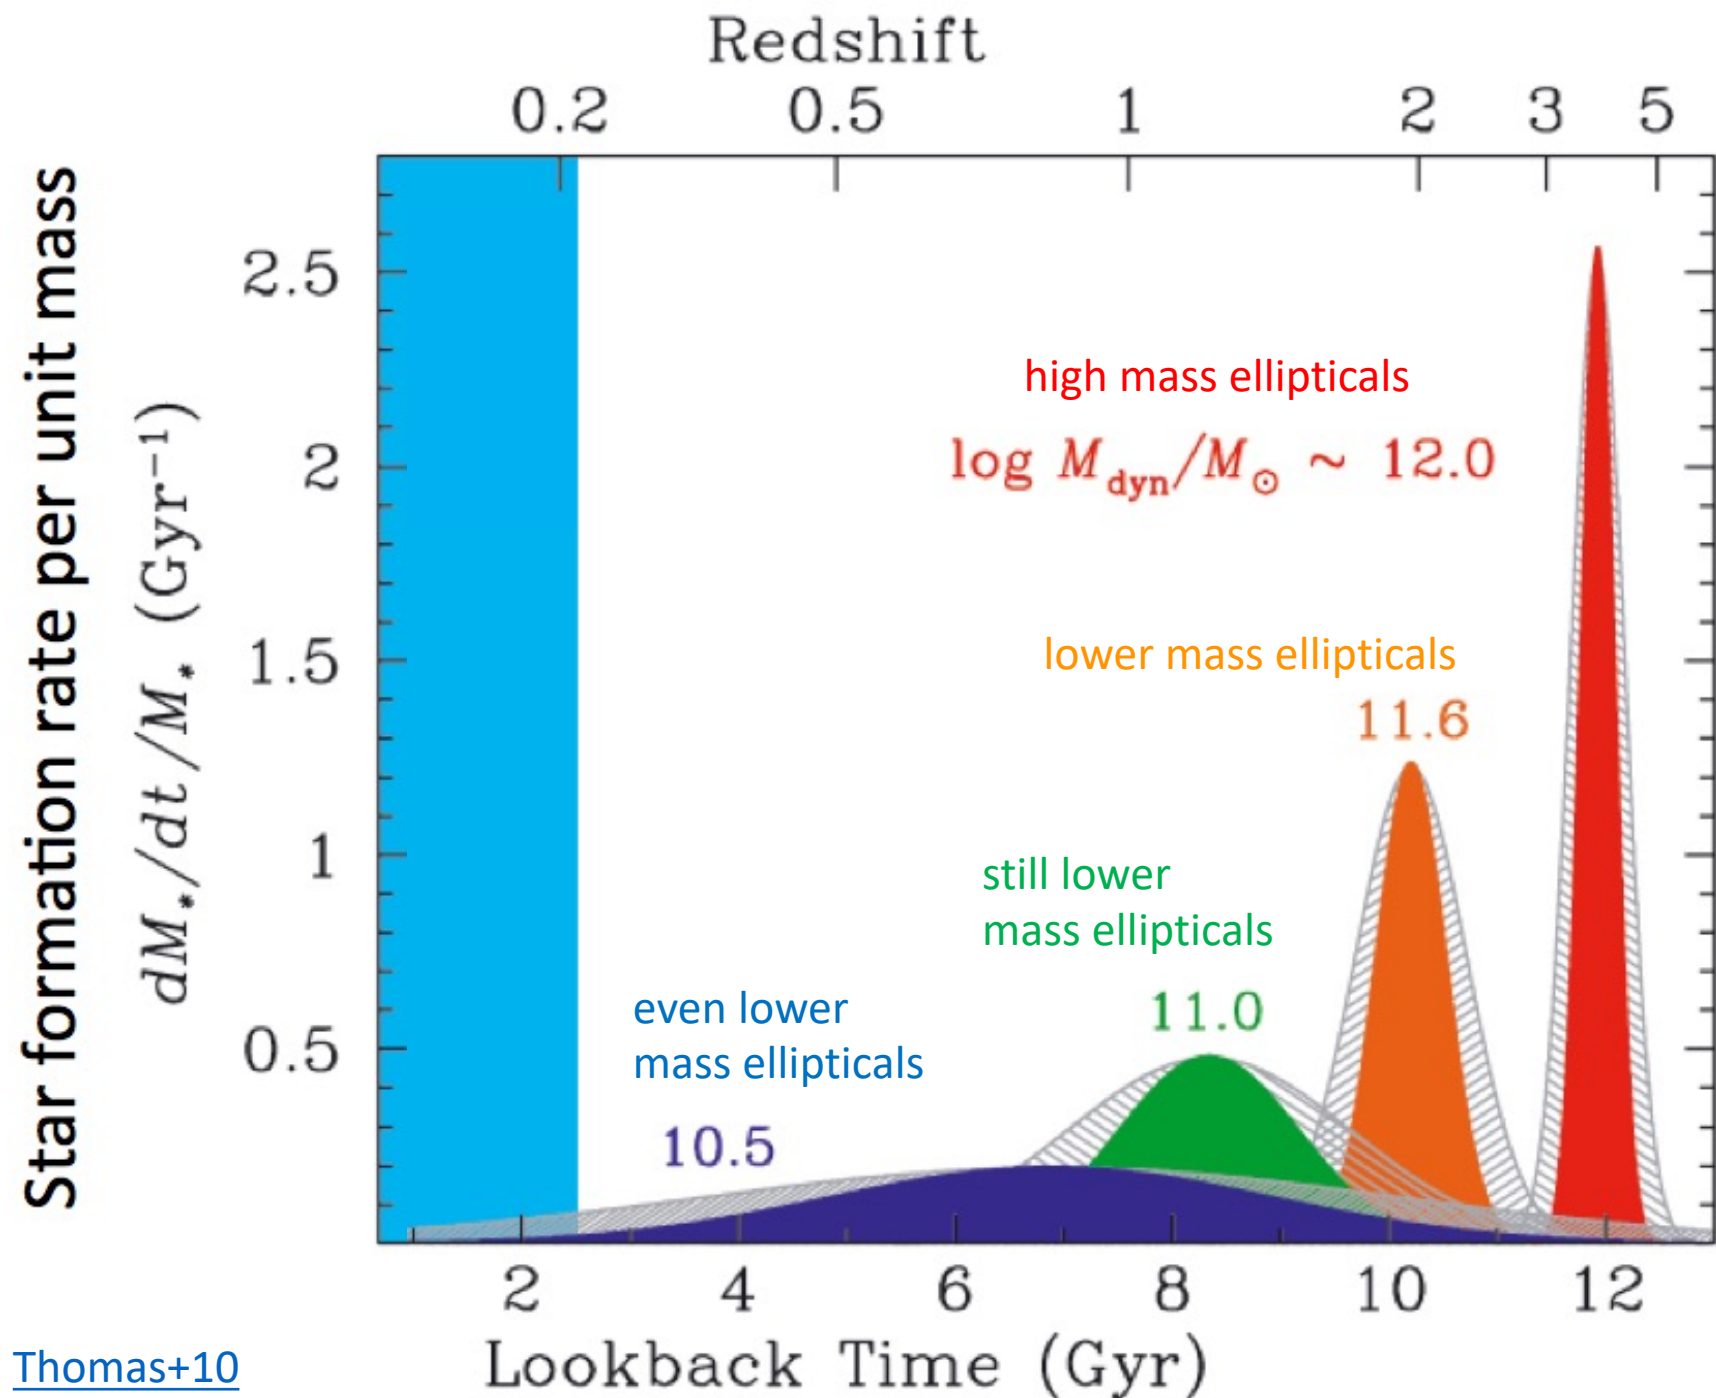 Redshift
0.2 0.5 1 2 3 5
Star formation rate per unit mass
dM*/dt/M* (Gyr⁻¹)
2.5
2
1.5
1
0.5
high mass ellipticals
log M_dyn/M_⊙ ~ 12.0
lower mass ellipticals
11.6
still lower
mass ellipticals
11.0
even lower
mass ellipticals
10.5
2 4 6 8 10 12
Lookback Time (Gyr)
Thomas+10